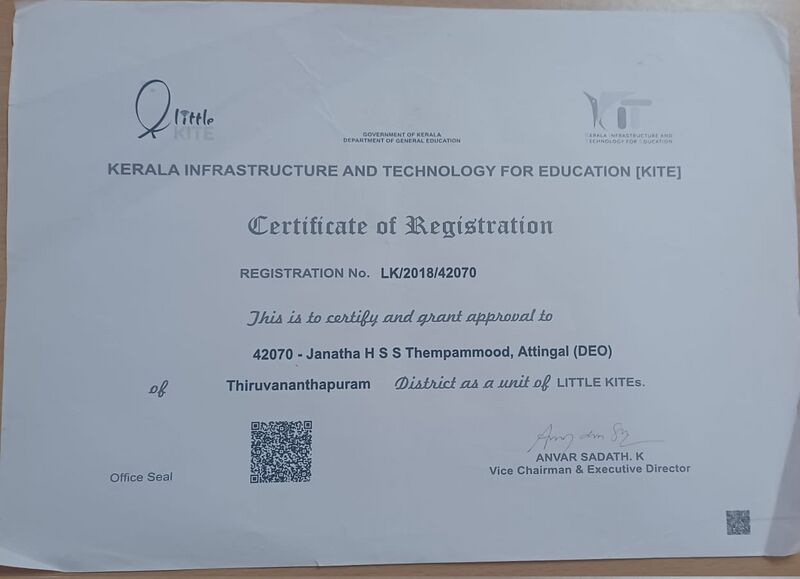 little
KITE
GOVERNMENT OF KERALA
DEPARTMENT OF GENERAL EDUCATION
KIT
KERALA INFRASTRUCTURE AND
TECHNOLOGY FOR EDUCATION
KERALA INFRASTRUCTURE AND TECHNOLOGY FOR EDUCATION [KITE]
Certificate of Registration
REGISTRATION No. LK/2018/42070
This is to certify and grant approval to
42070 - Janatha H S S Thempammood, Attingal (DEO)
of Thiruvananthapuram District as a unit of LITTLE KITEs.
ANVAR SADATH. K
Vice Chairman & Executive Director
Office Seal